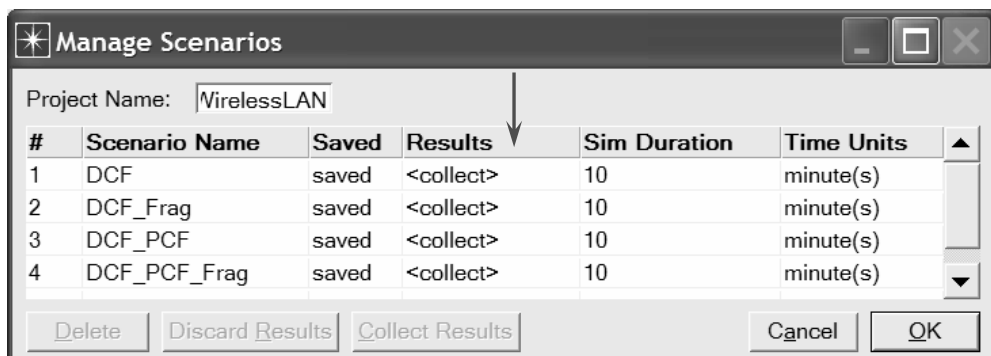 Manage Scenarios
Project Name: WirelessLAN
# Scenario Name Saved Results Sim Duration Time Units
1 DCF saved <collect> 10 minute(s)
2 DCF_Frag saved <collect> 10 minute(s)
3 DCF_PCF saved <collect> 10 minute(s)
4 DCF_PCF_Frag saved <collect> 10 minute(s)
Delete Discard Results Collect Results Cancel OK